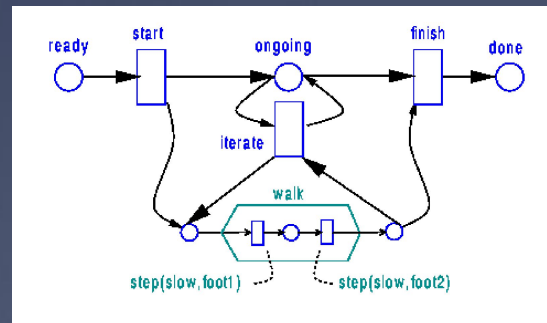 ready
start
ongoing
finish
done
iterate
walk
step(slow,foot1)
step(slow,foot2)